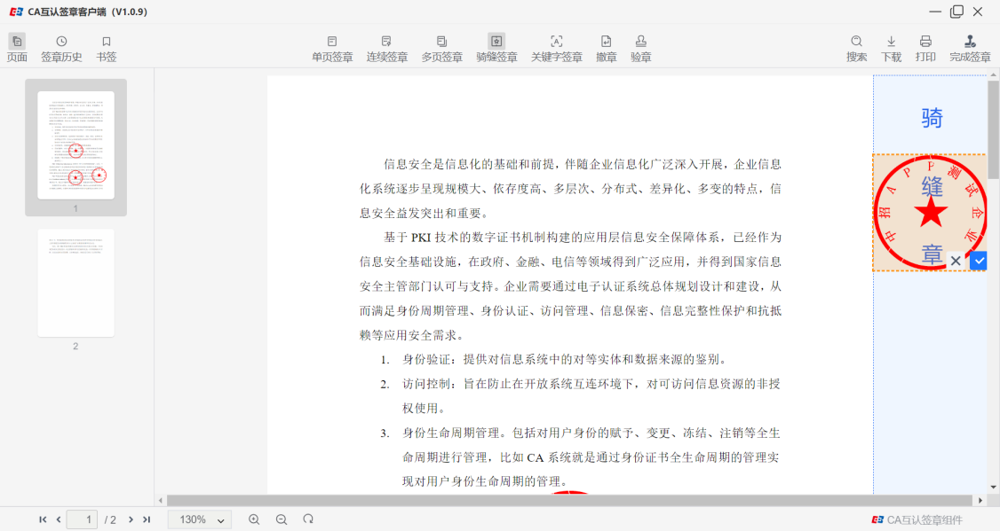 CA互认签章客户端（V1.0.9）
页面 签章历史 书签 单页签章 连续签章 多页签章 骑缝签章 关键字签章 撤章 验章 搜索 下载 打印 完成签章
1
2
骑
缝
章
中招APP测试企业
信息安全是信息化的基础和前提，伴随企业信息化广泛深入开展，企业信息
化系统逐步呈现规模大、依存度高、多层次、分布式、差异化、多变的特点，信
息安全益发突出和重要。
基于 PKI 技术的数字证书机制构建的应用层信息安全保障体系，已经作为
信息安全基础设施，在政府、金融、电信等领域得到广泛应用，并得到国家信息
安全主管部门认可与支持。企业需要通过电子认证系统总体规划设计和建设，从
而满足身份周期管理、身份认证、访问管理、信息保密、信息完整性保护和抗抵
赖等应用安全需求。
1. 身份验证：提供对信息系统中的对等实体和数据来源的鉴别。
2. 访问控制：旨在防止在开放系统互连环境下，对可访问信息资源的非授
权使用。
3. 身份生命周期管理。包括对用户身份的赋予、变更、冻结、注销等全生
命周期进行管理，比如 CA 系统就是通过身份证书全生命周期的管理实
现对用户身份生命周期的管理。
1 / 2 130%
CA互认签章组件